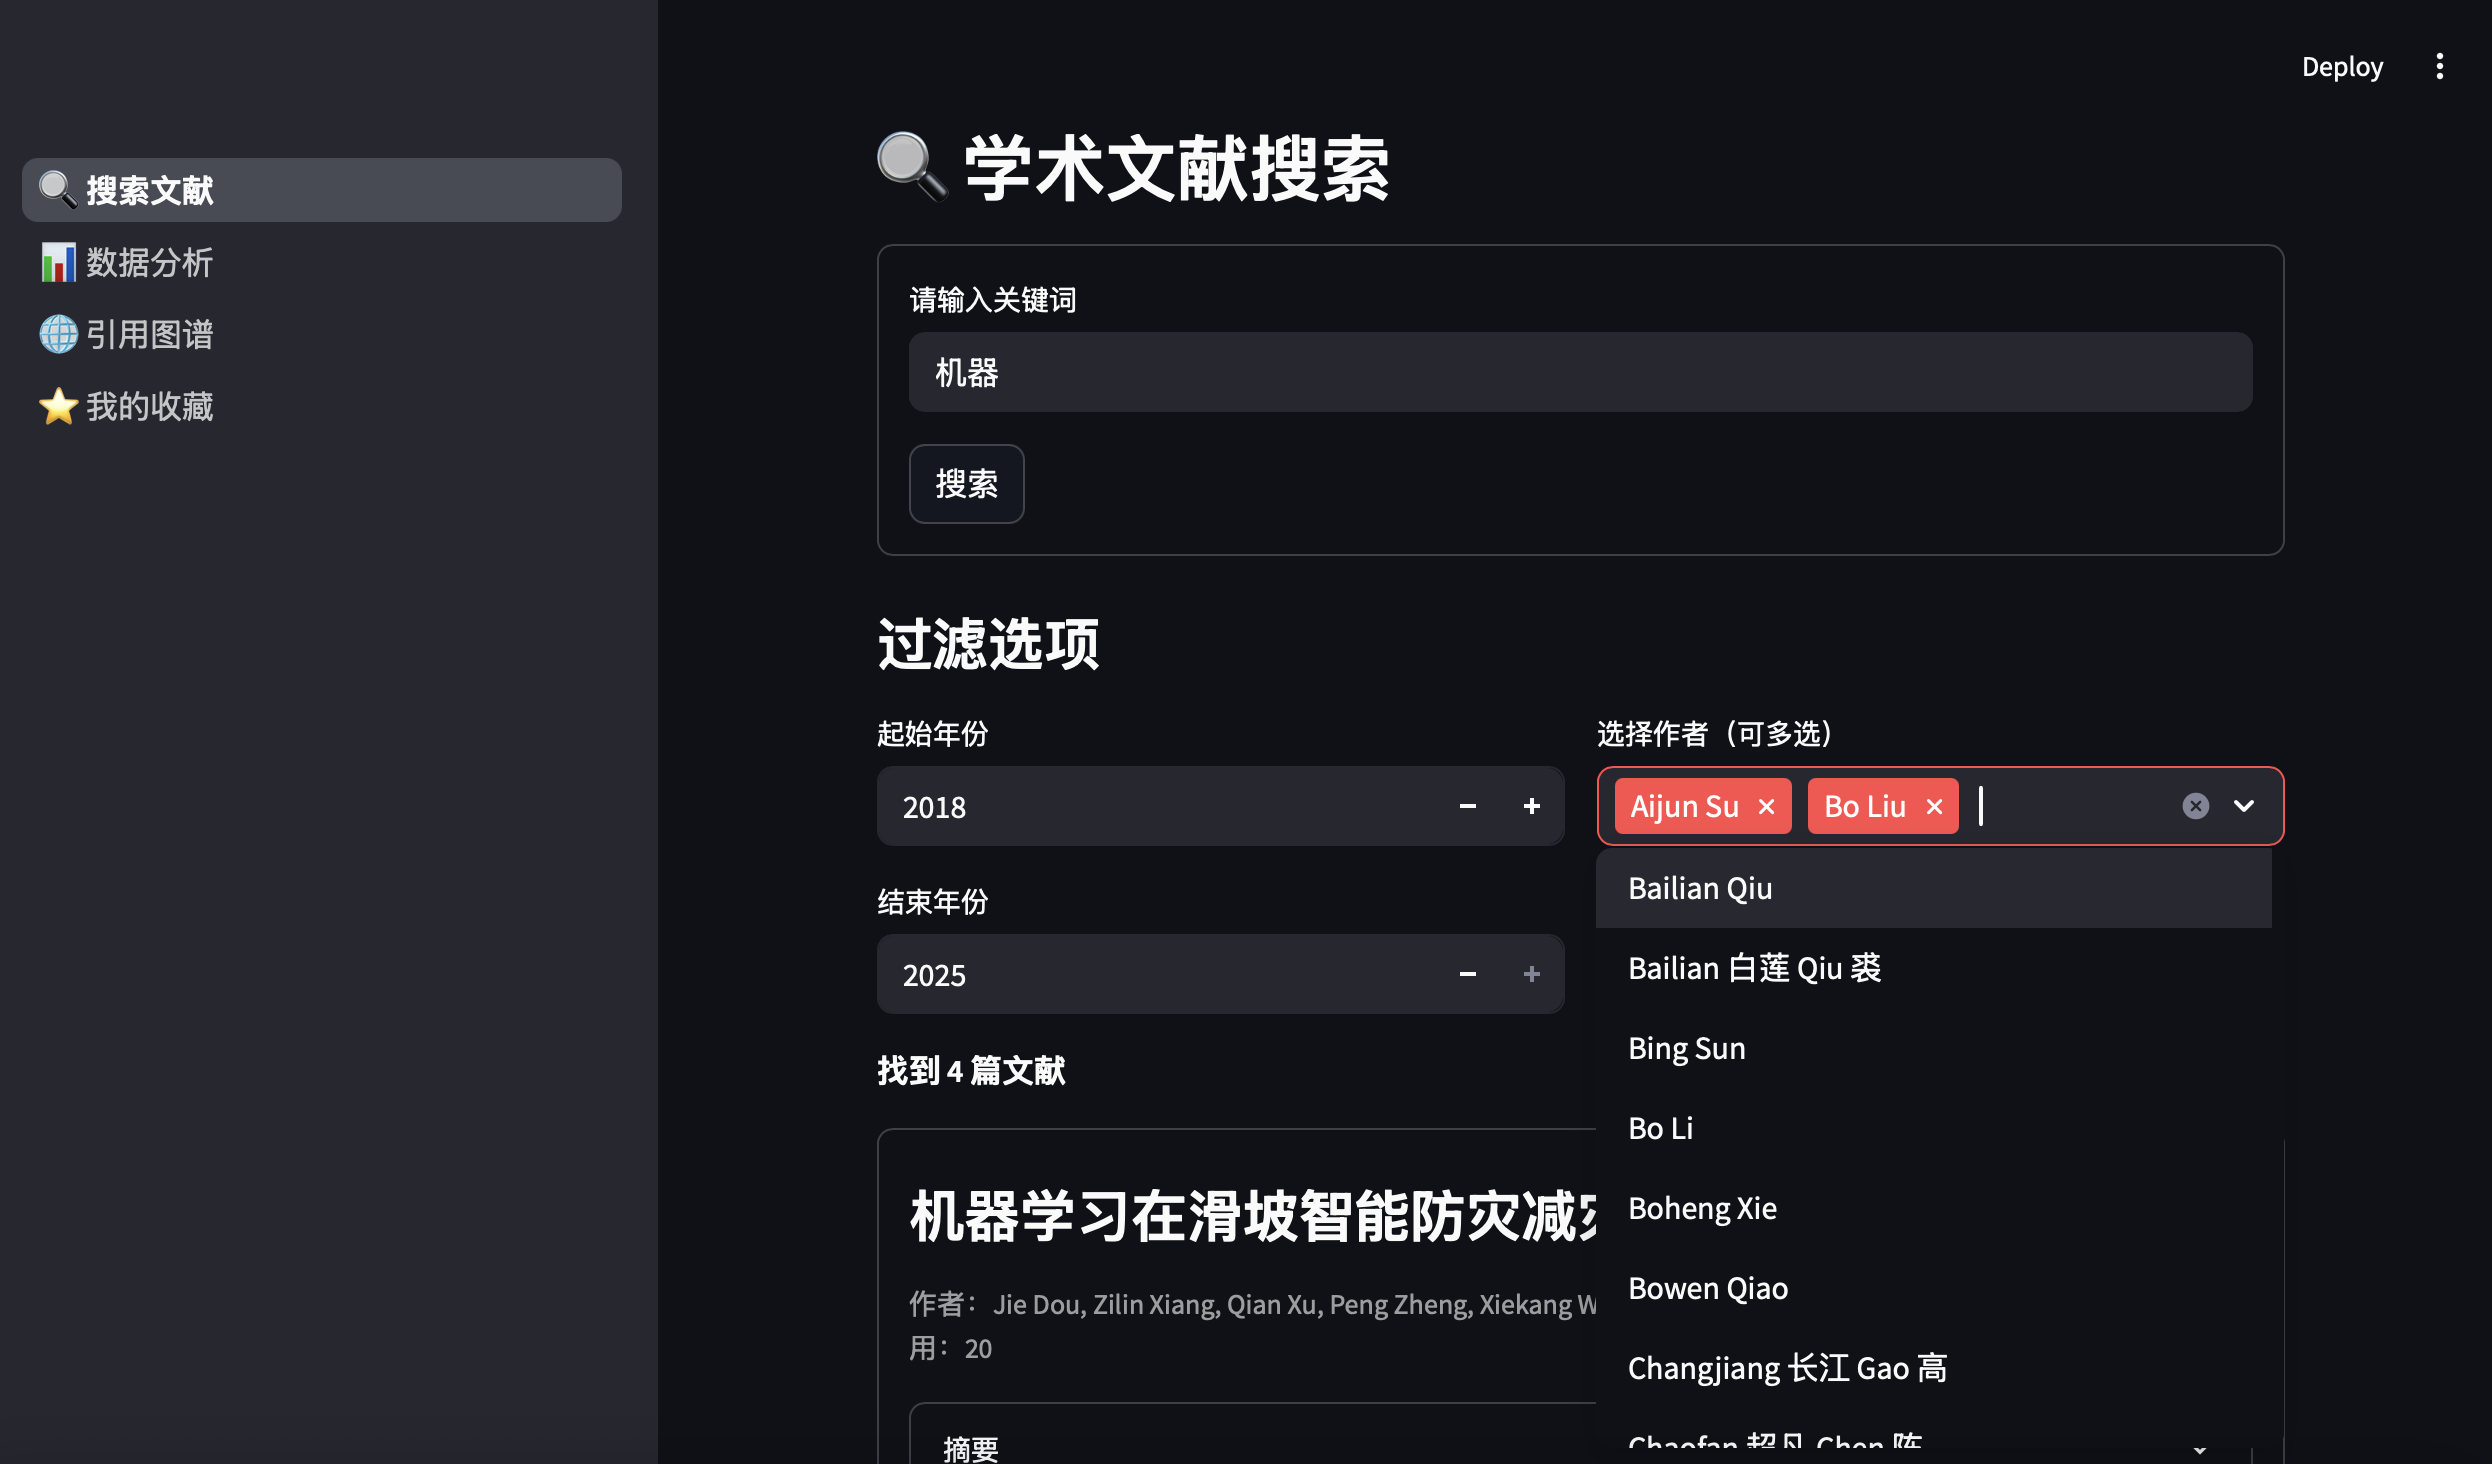 Deploy
搜索文献
数据分析
引用图谱
我的收藏
学术文献搜索
请输入关键词
机器
搜索
过滤选项
起始年份
2018
结束年份
2025
选择作者（可多选）
Aijun Su
Bo Liu
Bailian Qiu
Bailian 白莲 Qiu 裘
Bing Sun
Bo Li
Boheng Xie
Bowen Qiao
Changjiang 长江 Gao 高
Chaofan 超凡 Chen 陈
找到 4 篇文献
机器学习在滑坡智能防灾减
作者：Jie Dou, Zilin Xiang, Qian Xu, Peng Zheng, Xiekang
用：20
摘要